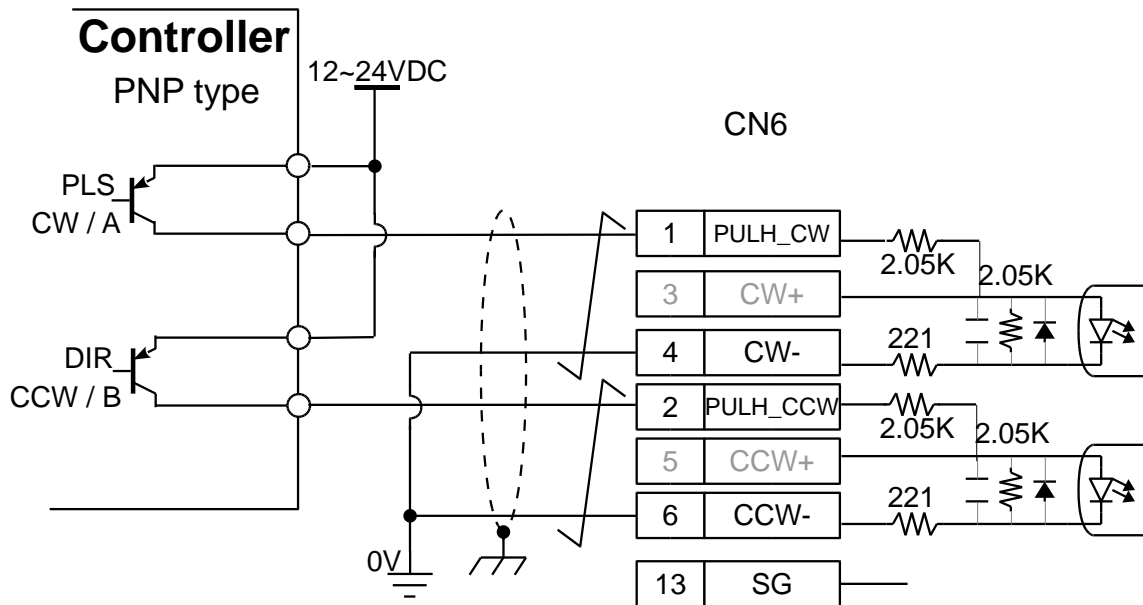 Controller
PNP type
12~24VDC
CN6
PLS
CW / A
1 PULH_CW
2.05K
2.05K
3 CW+
DIR
CCW / B
4 CW-
221
2 PULH_CCW
2.05K
2.05K
5 CCW+
6 CCW-
221
0V
13 SG